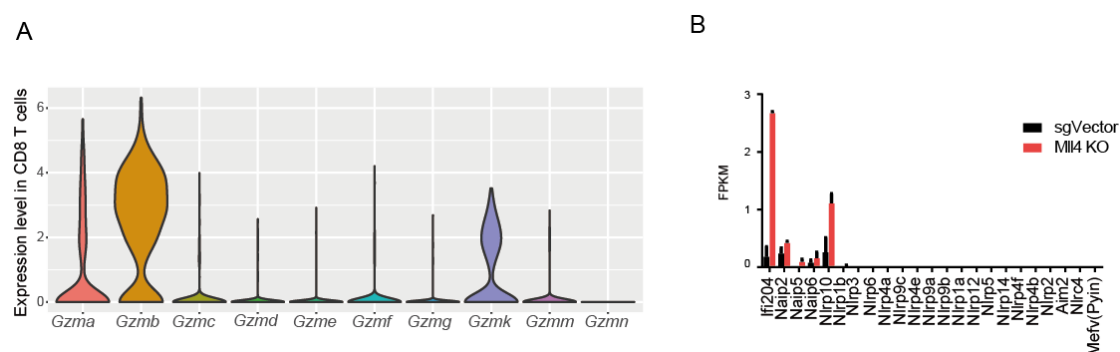 A
Expression level in CD8 T cells
6
4
2
0
Gzma Gzmb Gzmc Gzmd Gzme Gzmf Gzmg Gzmk Gzmm Gzmn
B
FPKM
3
2
1
0
sgVector
Mll4 KO
Ifi204
Naip2
Naip5
Naip6
Nlrp10
Nlrp1b
Nlrp3
Nlrp6
Nlrp4a
Nlrp9c
Nlrp4e
Nlrp9a
Nlrp9b
Nlrp1a
Nlrp12
Nlrp5
Nlrp14
Nlrp4f
Nlrp4b
Nlrp2
Aim2
Nlrc4
Mefv(Pyin)